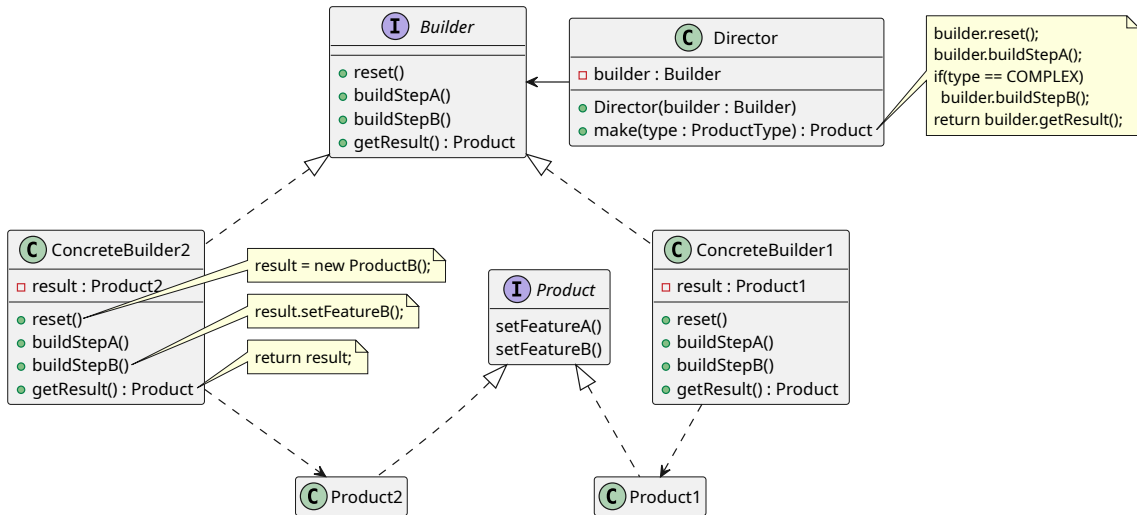 I Builder
+ reset()
+ buildStepA()
+ buildStepB()
+ getResult() : Product
C Director
builder : Builder
Director(builder : Builder)
make(type : ProductType) : Product
builder.reset();
builder.buildStepA();
if(type == COMPLEX)
builder.buildStepB();
return builder.getResult();
C ConcreteBuilder2
result : Product2
reset()
buildStepA()
buildStepB()
getResult() : Product
result = new ProductB();
result.setFeatureB();
return result;
I Product
setFeatureA()
setFeatureB()
C ConcreteBuilder1
result : Product1
reset()
buildStepA()
buildStepB()
getResult() : Product
C Product2
C Product1